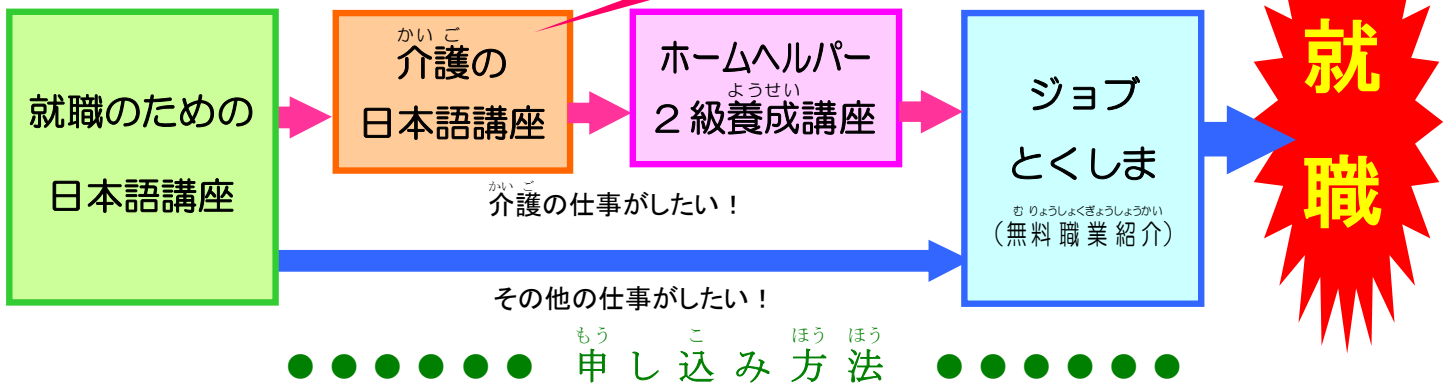 就職のための
日本語講座
かいご
介護の
日本語講座
ホームヘルパー
ようせい
2級養成講座
ジョブ
とくしま
むりょうしょくぎょうしょうかい
（無料職業紹介）
就
職
かいご
介護の仕事がしたい！
その他の仕事がしたい！
もう こ ほう ほう
●●●●●● 申し込み方法 ●●●●●●